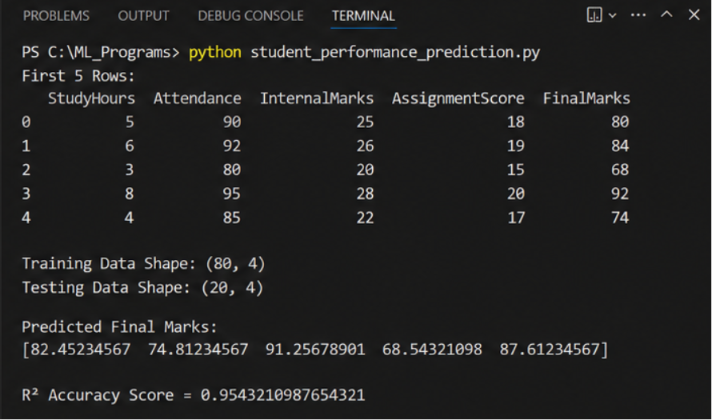 PROBLEMS OUTPUT DEBUG CONSOLE TERMINAL
PS C:\ML_Programs> python student_performance_prediction.py
First 5 Rows:
StudyHours Attendance InternalMarks AssignmentScore FinalMarks
0 5 90 25 18 80
1 6 92 26 19 84
2 3 80 20 15 68
3 8 95 28 20 92
4 4 85 22 17 74
Training Data Shape: (80, 4)
Testing Data Shape: (20, 4)
Predicted Final Marks:
[82.45234567 74.81234567 91.25678901 68.54321098 87.61234567]
R² Accuracy Score = 0.9543210987654321